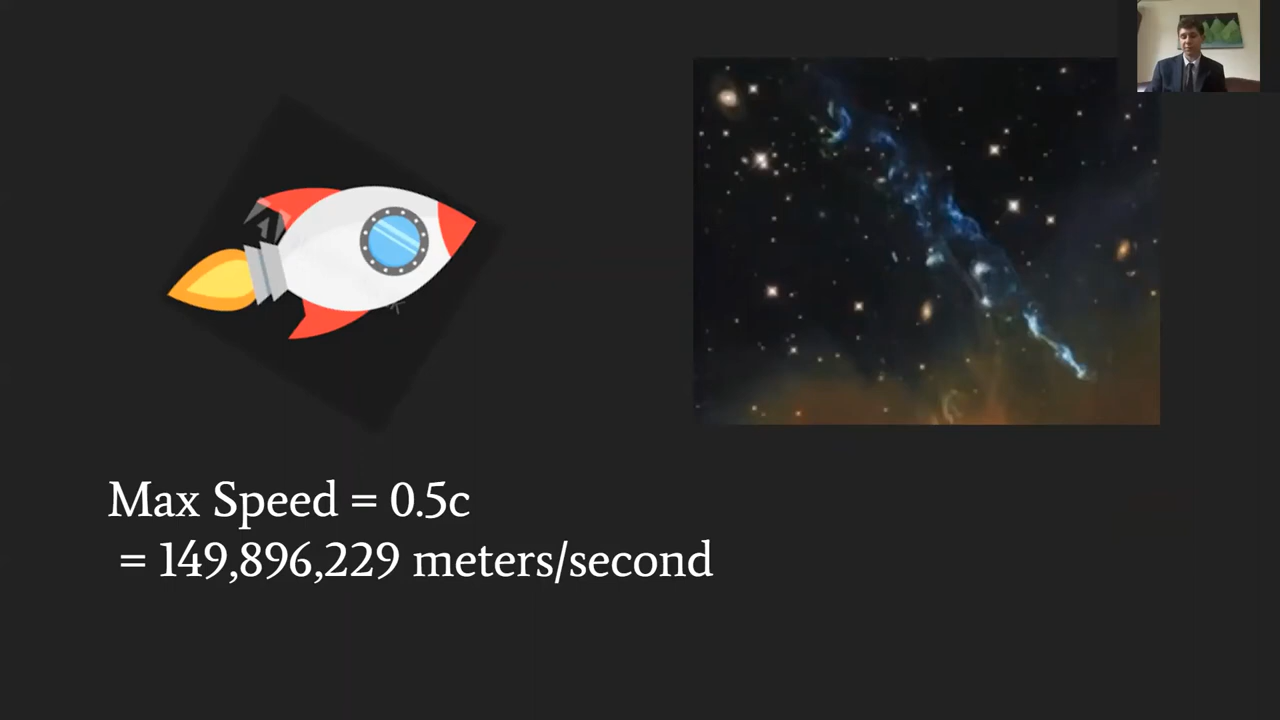 Max Speed = 0.5c
= 149,896,229 meters/second